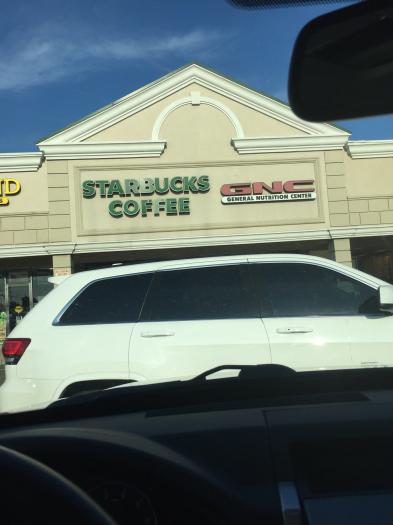 STARBUCKS
COFFEE
GNC
GENERAL NUTRITION CENTER